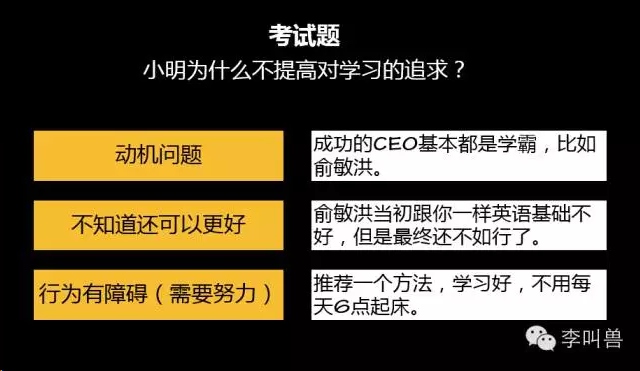 考试题
小明为什么不提高对学习的追求？
动机问题
成功的CEO基本都是学霸，比如
俞敏洪。
不知道还可以更好
俞敏洪当初跟你一样英语基础不
好，但是最终还不如行了。
行为有障碍（需要努力）
推荐一个方法，学习好，不用每
天6点起床。
李叫兽